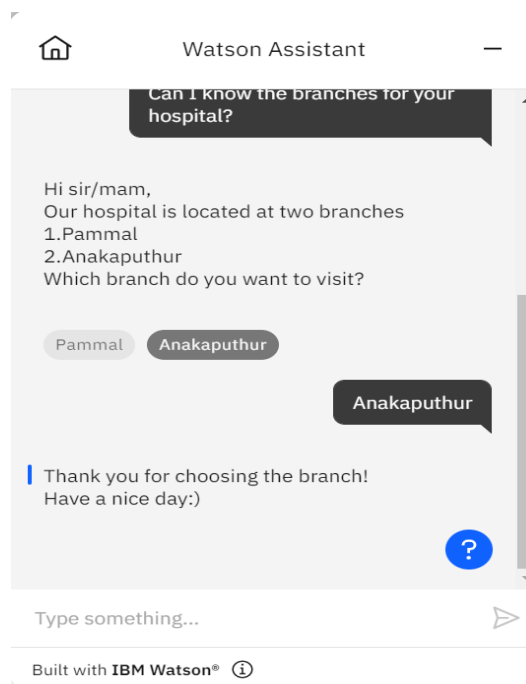 Watson Assistant
Can I know the branches for your
hospital?
Hi sir/mam,
Our hospital is located at two branches
1.Pammal
2.Anakaputhur
Which branch do you want to visit?
Pammal
Anakaputhur
Anakaputhur
Thank you for choosing the branch!
Have a nice day:)
?
Type something...
Built with IBM Watson®